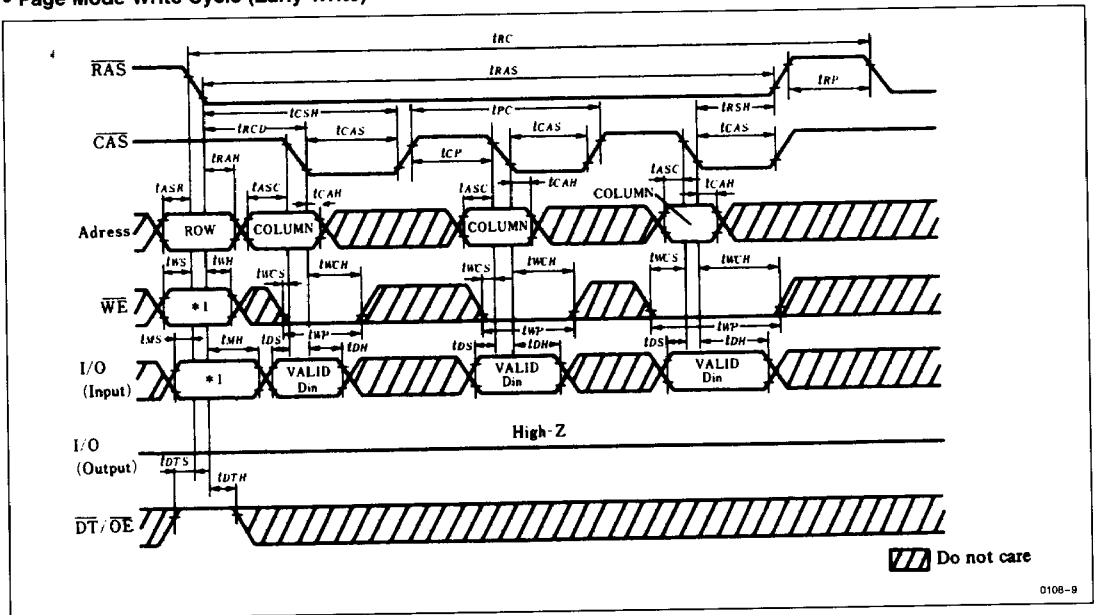 • Page Mode Write Cycle (Early Write)
tRC
RAS
tRAS
tRP
tCSH
tPC
tRSH
tRCD
tCAS
tCAS
tCAS
CAS
tCP
tRAH
tASR
tASC
tCAH
tASC
tCAH
tASC
tCAH
COLUMN
Adress
ROW
COLUMN
COLUMN
tWS
tWH
tWCS
tWCH
tWCS
tWCH
tWCS
tWCH
WE
*1
tMS
tMH
tDS
tWP
tDH
tDS
tWP
tDH
tDS
tWP
tDH
I/O
(Input)
*1
VALID
Din
VALID
Din
VALID
Din
I/O
(Output)
High-Z
tDTS
tDTH
DT/OE
Do not care
0106-9